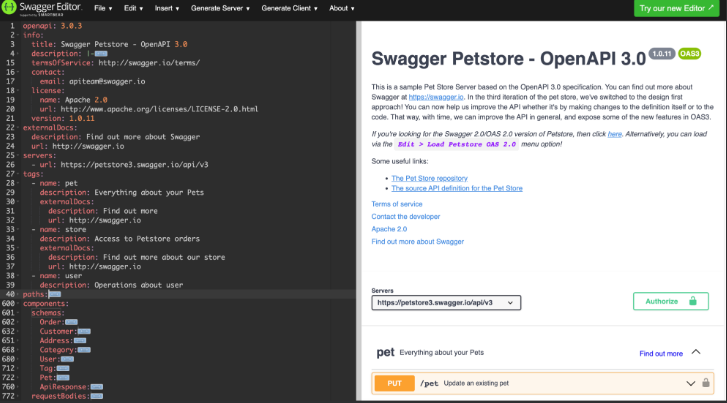 Swagger Editor.
File ▾ Edit ▾ Insert ▾ Generate Server ▾ Generate Client ▾ About ▾
Try our new Editor ↗
1 openapi: 3.0.3
2 info:
3 title: Swagger Petstore - OpenAPI 3.0
4 description: |-
15 termsOfService: http://swagger.io/terms/
16 contact:
17 email: apiteam@swagger.io
18 license:
19 name: Apache 2.0
20 url: http://www.apache.org/licenses/LICENSE-2.0.html
21 version: 1.0.11
22 externalDocs:
23 description: Find out more about Swagger
24 url: http://swagger.io
25 servers:
26 - url: https://petstore3.swagger.io/api/v3
27 tags:
28 - name: pet
29 description: Everything about your Pets
30 externalDocs:
31 description: Find out more
32 url: http://swagger.io
33 - name: store
34 description: Access to Petstore orders
35 externalDocs:
36 description: Find out more about our store
37 url: http://swagger.io
38 - name: user
39 description: Operations about user
40 paths:
600 components:
601 schemas:
602 Order:
632 Customer:
651 Address:
668 Category:
680 User:
712 Tag:
722 Pet:
760 ApiResponse:
772 requestBodies:
Swagger Petstore - OpenAPI 3.0 1.0.11 OAS3
This is a sample Pet Store Server based on the OpenAPI 3.0 specification. You can find out more about
Swagger at https://swagger.io. In the third iteration of the pet store, we've switched to the design first
approach! You can now help us improve the API whether it's by making changes to the definition itself or to the
code. That way, with time, we can improve the API in general, and expose some of the new features in OAS3.
If you're looking for the Swagger 2.0/OAS 2.0 version of Petstore, then click here. Alternatively, you can load
via the Edit > Load Petstore OAS 2.0 menu option!
Some useful links:
• The Pet Store repository
• The source API definition for the Pet Store
Terms of service
Contact the developer
Apache 2.0
Find out more about Swagger
Servers
https://petstore3.swagger.io/api/v3
Authorize
pet Everything about your Pets
Find out more
PUT /pet Update an existing pet